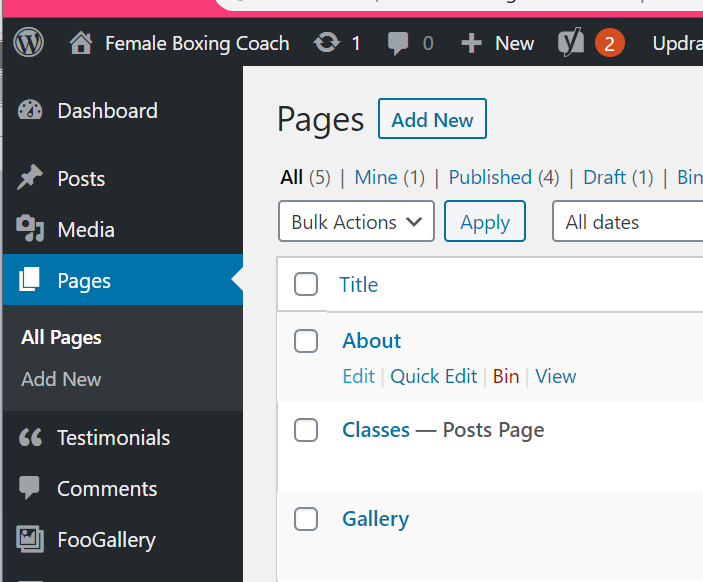 Female Boxing Coach 1 0 New 2 Updra
Dashboard
Posts
Media
Pages
All Pages
Add New
Testimonials
Comments
FooGallery
Pages Add New
All (5) | Mine (1) | Published (4) | Draft (1) | Bin
Bulk Actions Apply All dates
Title
About
Edit | Quick Edit | Bin | View
Classes — Posts Page
Gallery